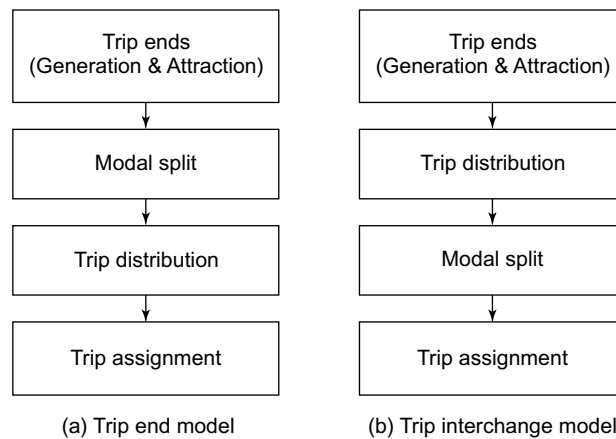 Trip ends
(Generation & Attraction)
Modal split
Trip distribution
Trip assignment
(a) Trip end model
Trip ends
(Generation & Attraction)
Trip distribution
Modal split
Trip assignment
(b) Trip interchange model